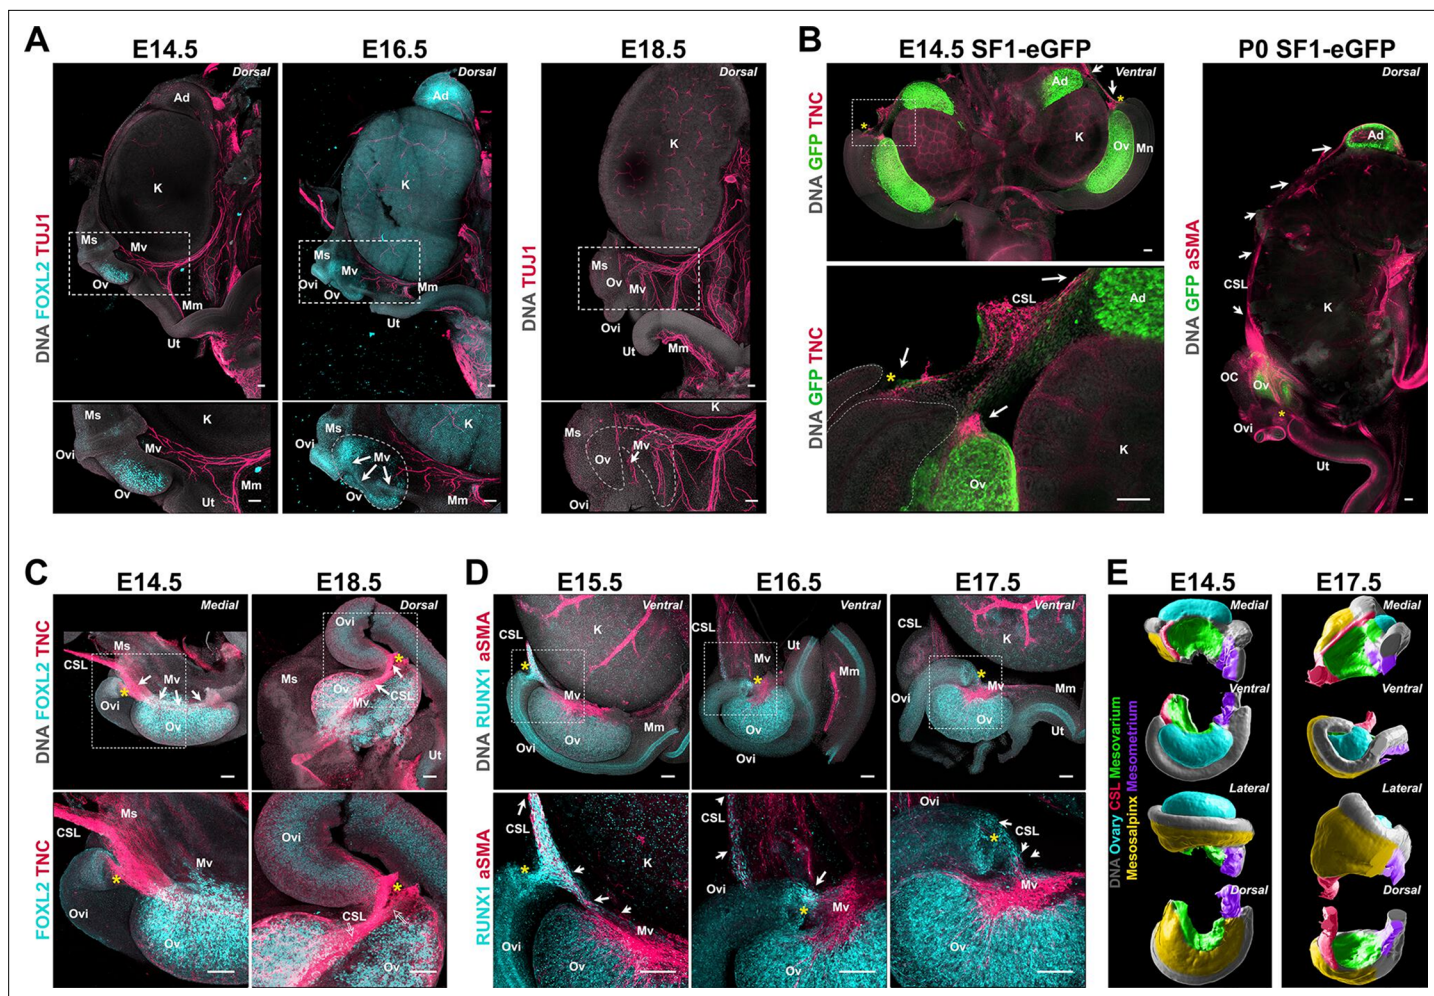 A
E14.5
E16.5
E18.5
Dorsal
Ad
K
Ms
Mv
Ov
Mm
Ut
DNA FOXL2 TUJ1
Dorsal
Ad
K
Ms
Mv
Ovi
Ov
Mm
Ut
Dorsal
K
Ms
Ov
Mv
Ovi
Ut
Mm
DNA TUJ1
Ms
K
Ovi
Mv
Ov
Ut
Mm
Ms
K
Ovi
Mv
Ov
Mm
K
Ms
Mv
Ov
Ovi
Mm
B
E14.5 SF1-eGFP
P0 SF1-eGFP
Ventral
Ad
*
*
K
Ov
Mn
DNA GFP TNC
CSL
Ad
*
K
Ov
DNA GFP TNC
Dorsal
Ad
CSL
K
OC
Ov
*
Ovi
Ut
DNA GFP aSMA
C
E14.5
E18.5
Medial
Ms
CSL
Mv
*
Ovi
Ov
DNA FOXL2 TNC
Dorsal
Ovi
*
Ms
Ov
CSL
Mv
Ut
Ms
CSL
Mv
*
Ovi
Ov
FOXL2 TNC
Ovi
*
CSL
Ov
D
E15.5
E16.5
E17.5
Ventral
CSL
K
*
Mv
Mm
Ov
Ovi
DNA RUNX1 aSMA
Ventral
CSL
Ut
Mv
*
Mm
Ov
Ovi
Ventral
CSL
K
*
Mv
Mm
Ov
Ovi
Ut
CSL
K
*
Mv
Ovi
Ov
RUNX1 aSMA
CSL
Ovi
*
Mv
Ov
Ovi
CSL
*
Mv
Ov
E
E14.5
E17.5
Medial
Medial
Ventral
Ventral
Lateral
Lateral
Dorsal
Dorsal
DNA Ovary CSL Mesovarium
Mesosalpinx Mesometrium